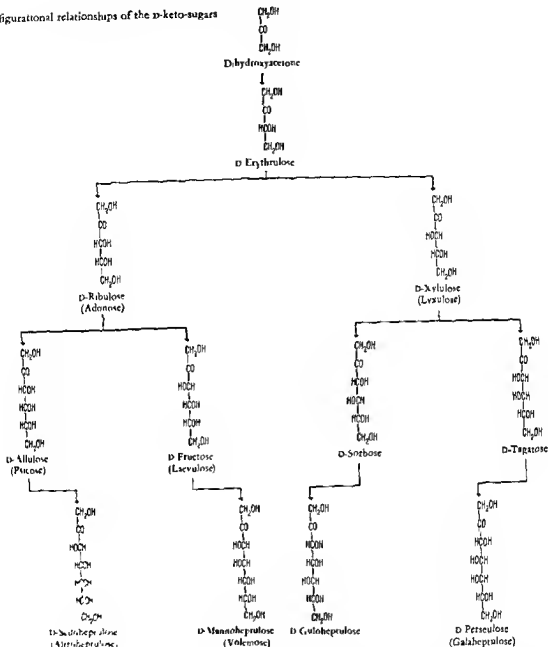 figurational relationships of the D-keto-sugars
CH₂OH
CO
CH₂OH
Dihydroxyacetone
CH₂OH
CO
HCOH
CH₂OH
D Erythrulose
CH₂OH
CO
HCOH
HCOH
CH₂OH
D-Ribulose
(Adonose)
CH₂OH
CO
HOCH
HCOH
CH₂OH
D-Xylulose
(Lyxulose)
CH₂OH
CO
HCOH
HCOH
HCOH
CH₂OH
D-Allulose
(Psicose)
CH₂OH
CO
HOCH
HCOH
HCOH
CH₂OH
D Fructose
(Laevulose)
CH₂OH
CO
HCOH
HOCH
HCOH
CH₂OH
D-Sorbose
CH₂OH
CO
HOCH
HOCH
HCOH
CH₂OH
D-Tagatose
CH₂OH
CO
HOCH
HCOH
CH₂OH
CH₂OH
CO
HOCH
HOCH
HCOH
HCOH
CH₂OH
D-Mannoheptulose
(Volemose)
CH₂OH
CO
HCOH
HCOH
HOCH
HCOH
CH₂OH
D Guloheptulose
CH₂OH
CO
HCOH
HOCH
HOCH
HCOH
CH₂OH
D Perseulose
(Galaheptulose)